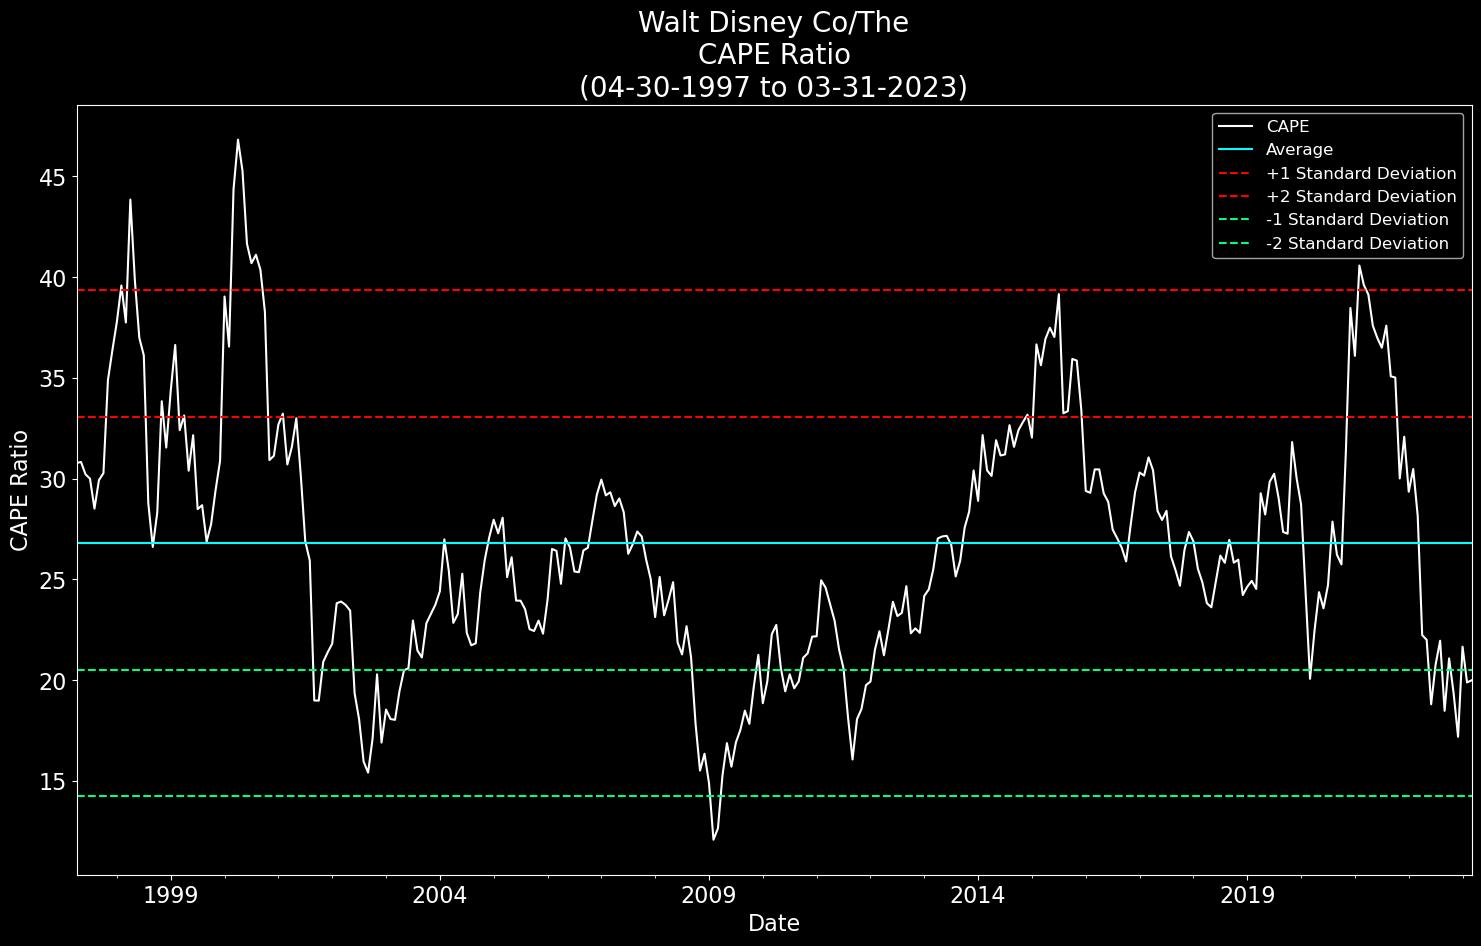 Walt Disney Co/The
CAPE Ratio
(04-30-1997 to 03-31-2023)
CAPE
Average
+1 Standard Deviation
+2 Standard Deviation
-1 Standard Deviation
-2 Standard Deviation
CAPE Ratio
45
40
35
30
25
20
15
1999 2004 2009 2014 2019
Date